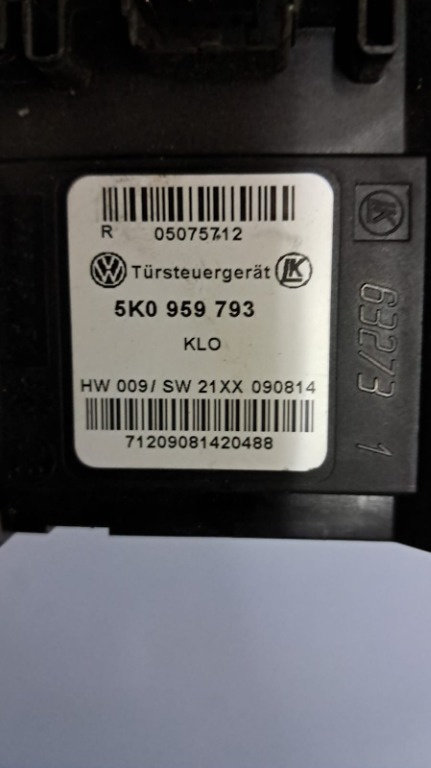 R 05075712
Türsteuergerät
5K0 959 793
KLO
HW 009/ SW 21XX 090814
71209081420488
K
63273 1